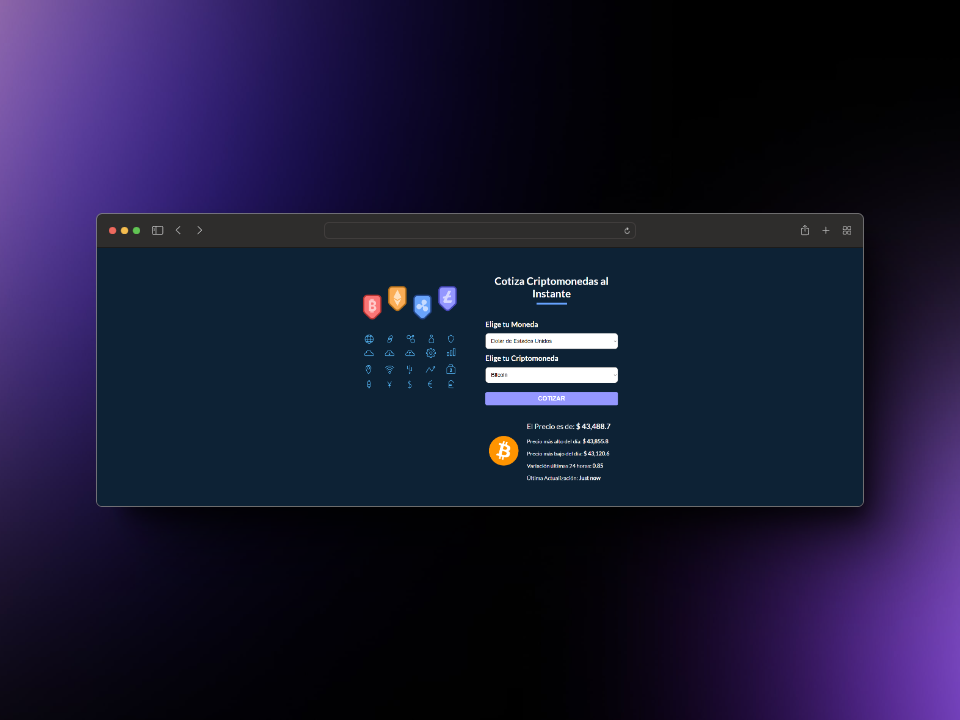 Cotiza Criptomonedas al
Instante
Elige tu Moneda
Dolar de Estados Unidos
Elige tu Criptomoneda
Bitcoin
COTIZAR
El Precio es de: $ 43,488.7
Precio más alto del día: $ 43,855.8
Precio más bajo del día: $ 43,120.6
Variación últimas 24 horas: 0.85
Última Actualización: Just now